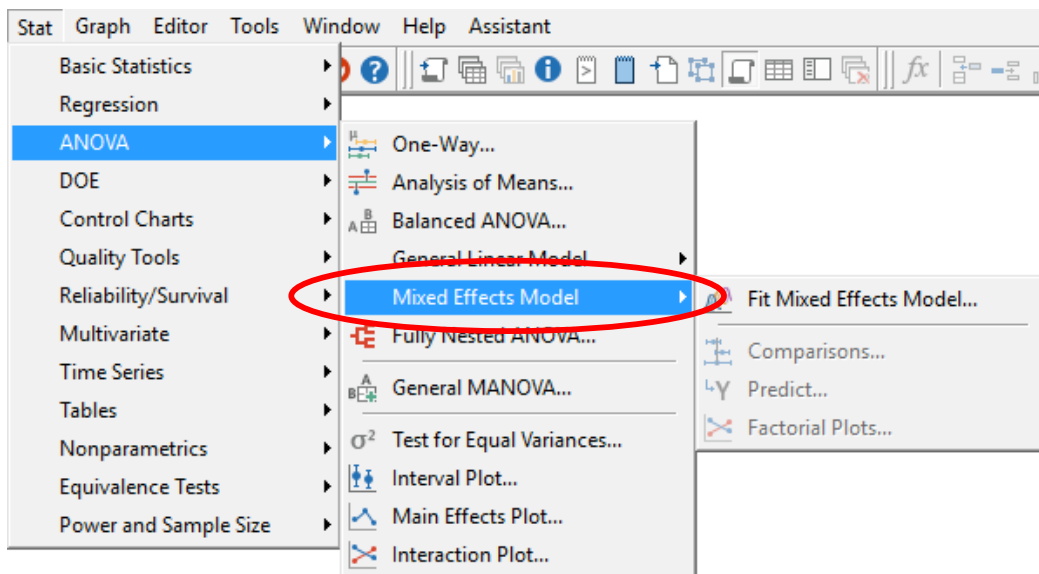 Stat Graph Editor Tools Window Help Assistant
Basic Statistics
Regression
ANOVA
DOE
Control Charts
Quality Tools
Reliability/Survival
Multivariate
Time Series
Tables
Nonparametrics
Equivalence Tests
Power and Sample Size
One-Way...
Analysis of Means...
Balanced ANOVA...
General Linear Model
Mixed Effects Model
Fully Nested ANOVA...
General MANOVA...
Test for Equal Variances...
Interval Plot...
Main Effects Plot...
Interaction Plot...
Fit Mixed Effects Model...
Comparisons...
Predict...
Factorial Plots...